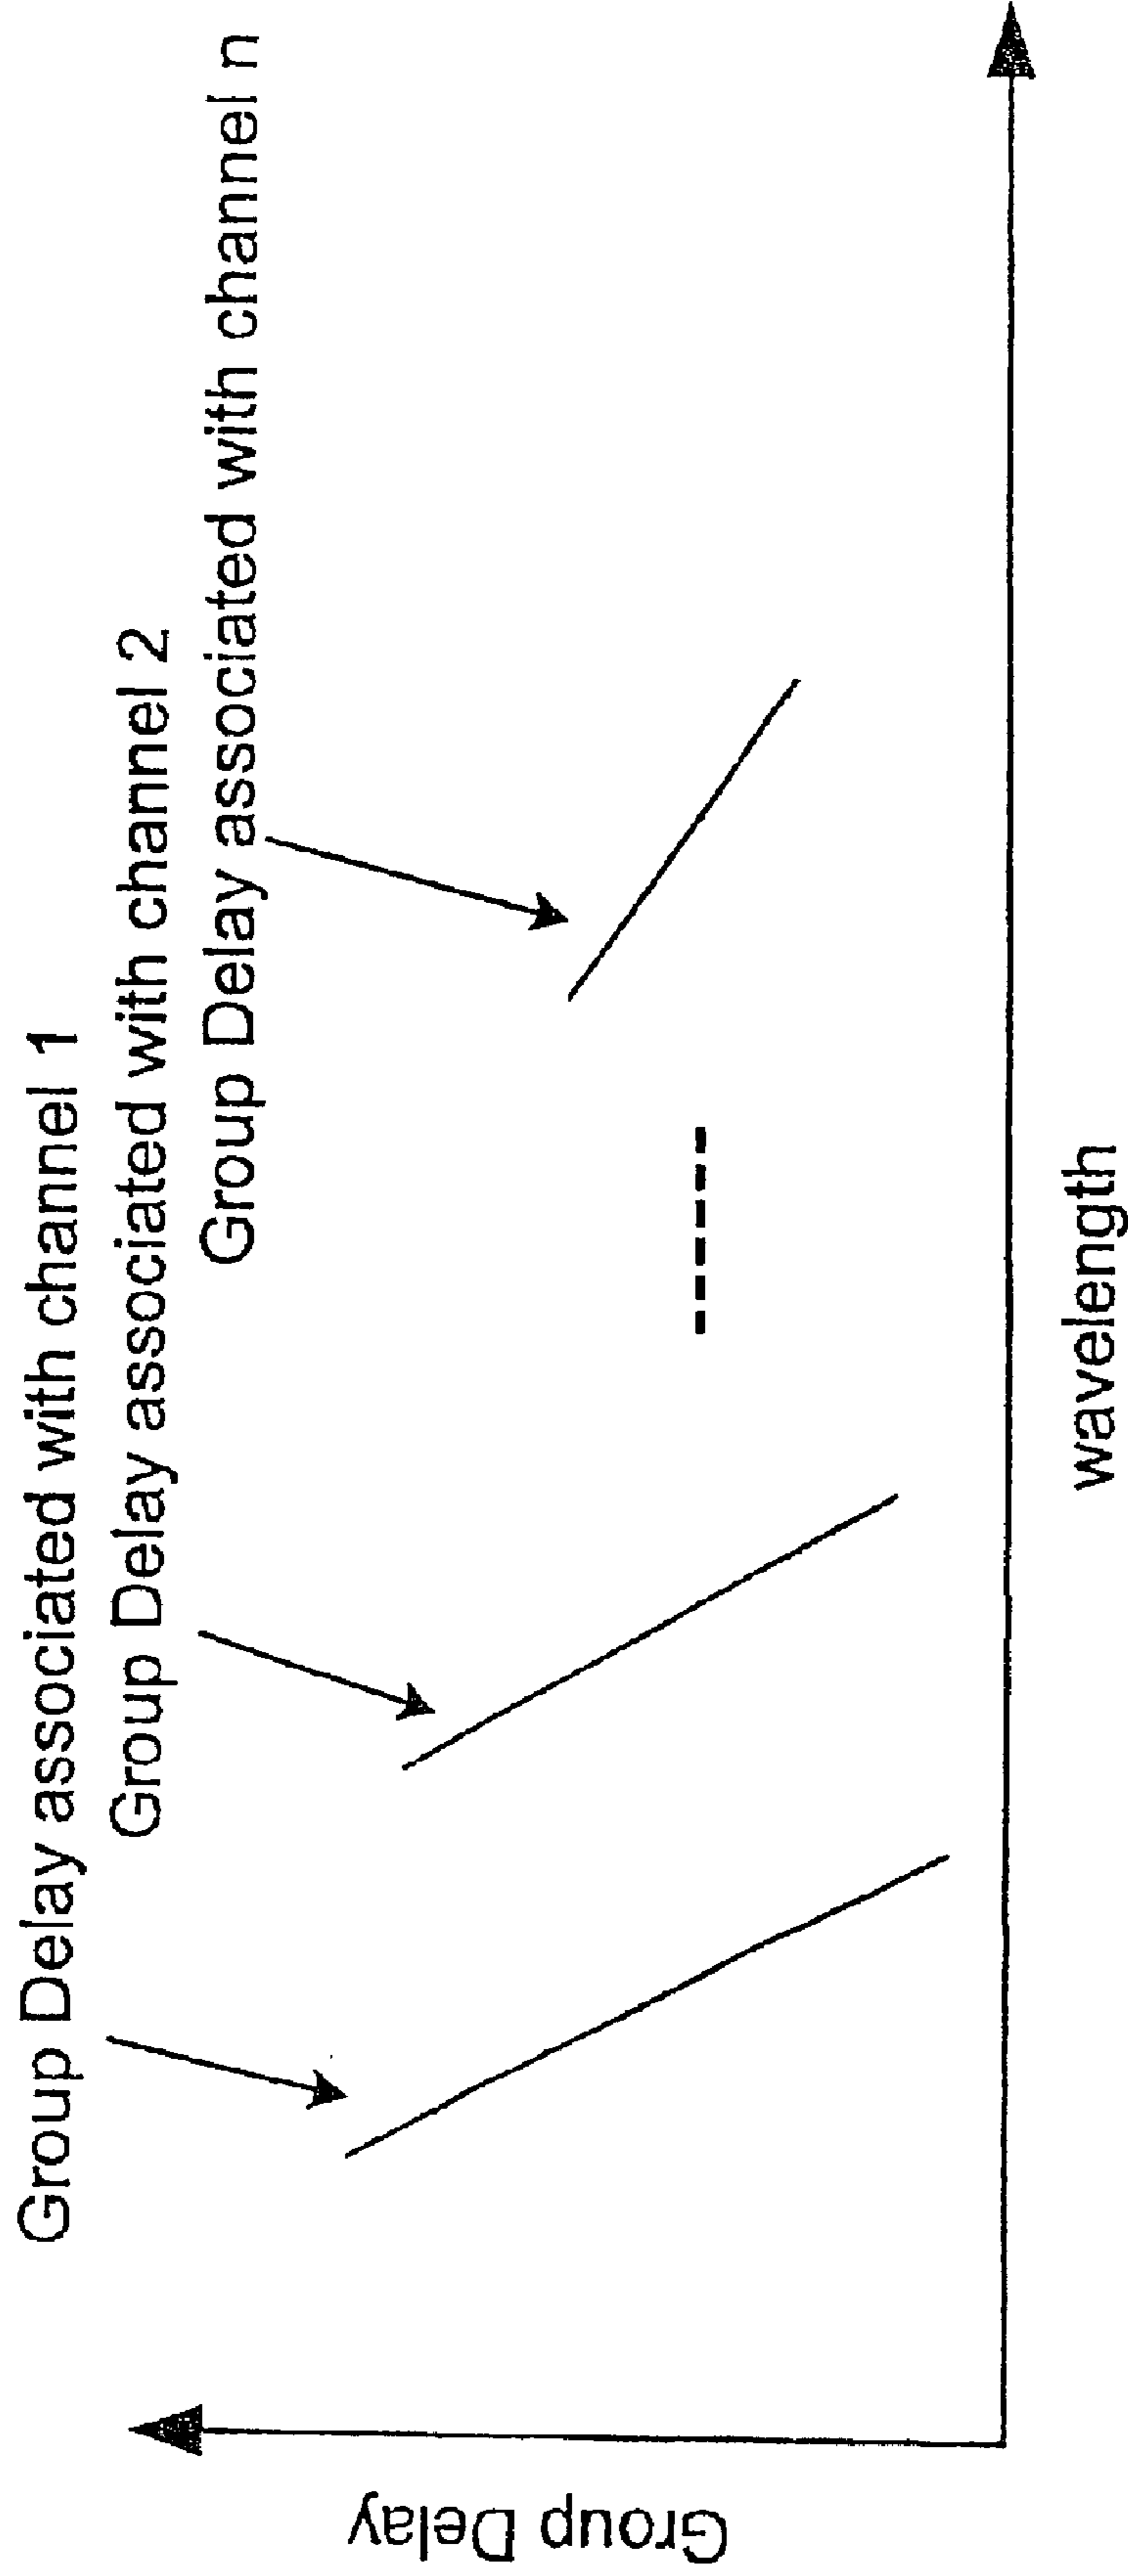 Group Delay associated with channel 1
Group Delay associated with channel 2
Group Delay associated with channel n
Group Delay
wavelength